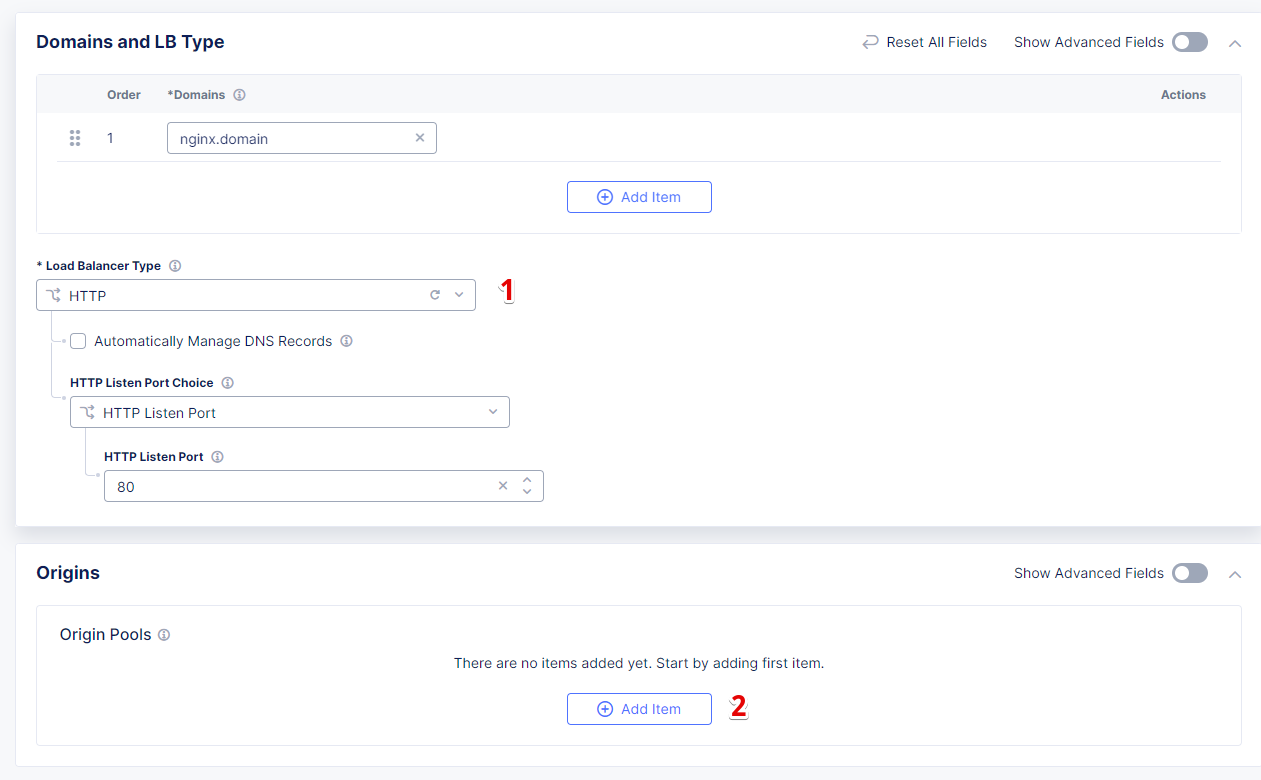 Domains and LB Type Reset All Fields Show Advanced Fields
Order *Domains Actions
1 nginx.domain
Add Item
* Load Balancer Type
HTTP 1
Automatically Manage DNS Records
HTTP Listen Port Choice
HTTP Listen Port
HTTP Listen Port
80
Origins Show Advanced Fields
Origin Pools
There are no items added yet. Start by adding first item.
Add Item 2